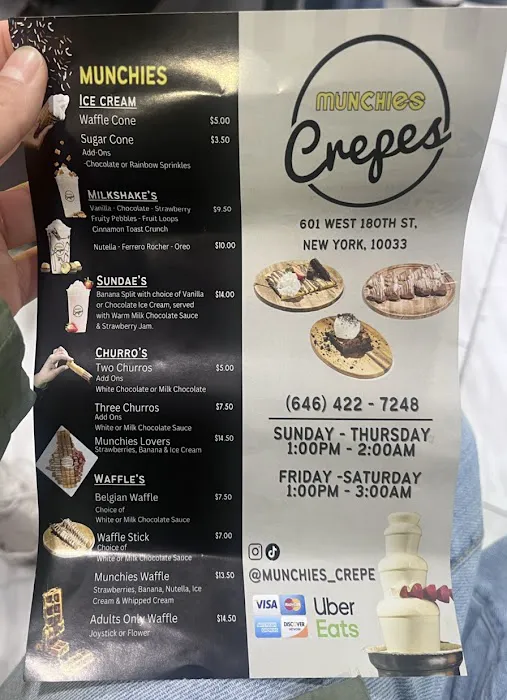 MUNCHIES
ICE CREAM
Waffle Cone $5.00
Sugar Cone $3.50
Add-Ons
·Chocolate or Rainbow Sprinkles
MILKSHAKE'S
Vanilla - Chocolate - Strawberry $9.50
Fruity Pebbles - Fruit Loops
Cinnamon Toast Crunch
Nutella - Ferrero Rocher - Oreo $10.00
SUNDAE'S
Banana Split with choice of Vanilla $14.00
or Chocolate Ice Cream, served
with Warm Milk Chocolate Sauce
& Strawberry Jam.
CHURRO'S
Two Churros $5.00
Add Ons
White Chocolate or Milk Chocolate
Three Churros $7.50
Add Ons
White or Milk Chocolate Sauce
Munchies Lovers $14.50
Strawberries, Banana & Ice Cream
WAFFLE'S
Belgian Waffle $7.50
Choice of
White or Milk Chocolate Sauce
Waffle Stick $7.00
Choice of
White or Milk Chocolate Sauce
Munchies Waffle $13.50
Strawberries, Banana, Nutella, Ice
Cream & Whipped Cream
Adults Only Waffle $14.50
Joystick or Flower
MUNCHIES
Crepes
601 WEST 180TH ST,
NEW YORK, 10033
(646) 422 - 7248
SUNDAY - THURSDAY
1:00PM - 2:00AM
FRIDAY -SATURDAY
1:00PM - 3:00AM
@MUNCHIES_CREPE
VISA MasterCard
AMERICAN EXPRESS DISCOVER
Uber
Eats